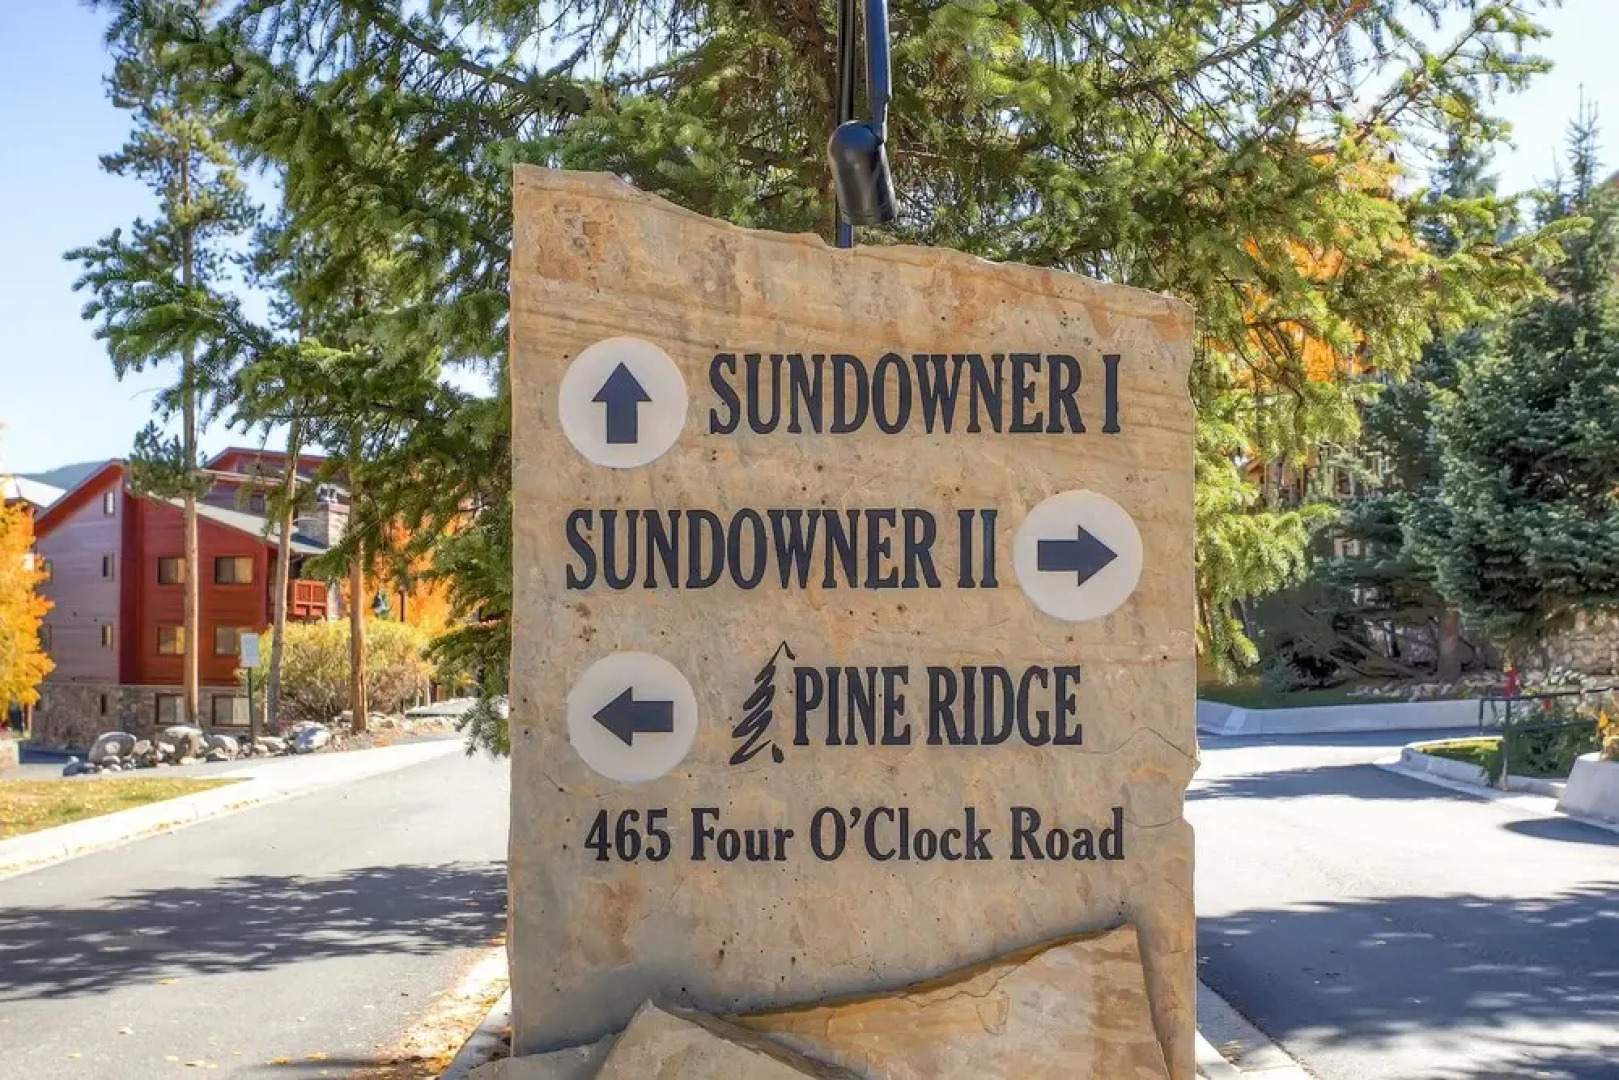 SUNDOWNER I
SUNDOWNER II
PINE RIDGE
465 Four O'Clock Road